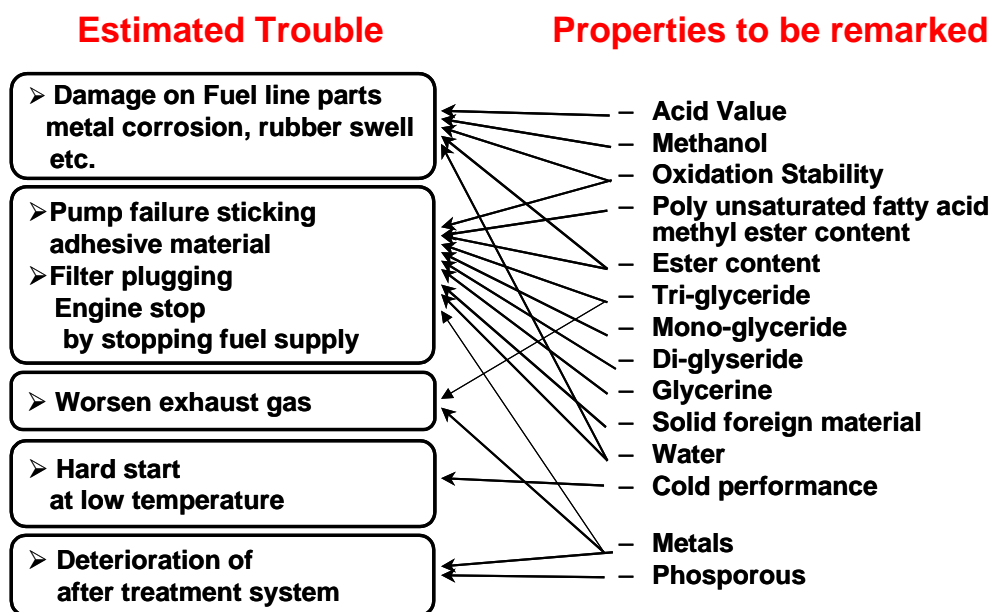 Estimated Trouble
Properties to be remarked
➢ Damage on Fuel line parts
metal corrosion, rubber swell
etc.
➢Pump failure sticking
adhesive material
➢Filter plugging
Engine stop
by stopping fuel supply
➢ Worsen exhaust gas
➢ Hard start
at low temperature
➢ Deterioration of
after treatment system
– Acid Value
– Methanol
– Oxidation Stability
– Poly unsaturated fatty acid
methyl ester content
– Ester content
– Tri-glyceride
– Mono-glyceride
– Di-glyseride
– Glycerine
– Solid foreign material
– Water
– Cold performance
– Metals
– Phosporous